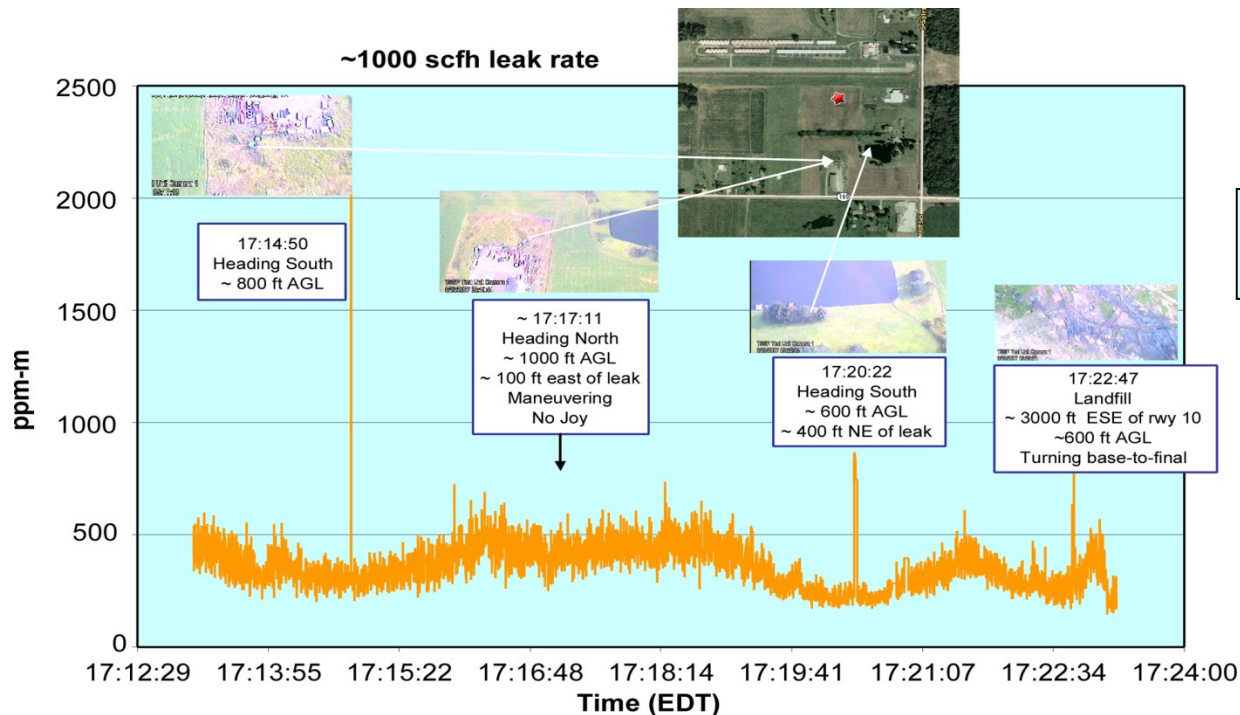 ~1000 scfh leak rate
2500
2000
1500
1000
500
0
ppm-m
17:14:50
Heading South
~ 800 ft AGL
~ 17:17:11
Heading North
~ 1000 ft AGL
~ 100 ft east of leak
Maneuvering
No Joy
17:20:22
Heading South
~ 600 ft AGL
~ 400 ft NE of leak
17:22:47
Landfill
~ 3000 ft ESE of rwy 10
~600 ft AGL
Turning base-to-final
17:12:29 17:13:55 17:15:22 17:16:48 17:18:14 17:19:41 17:21:07 17:22:34 17:24:00
Time (EDT)